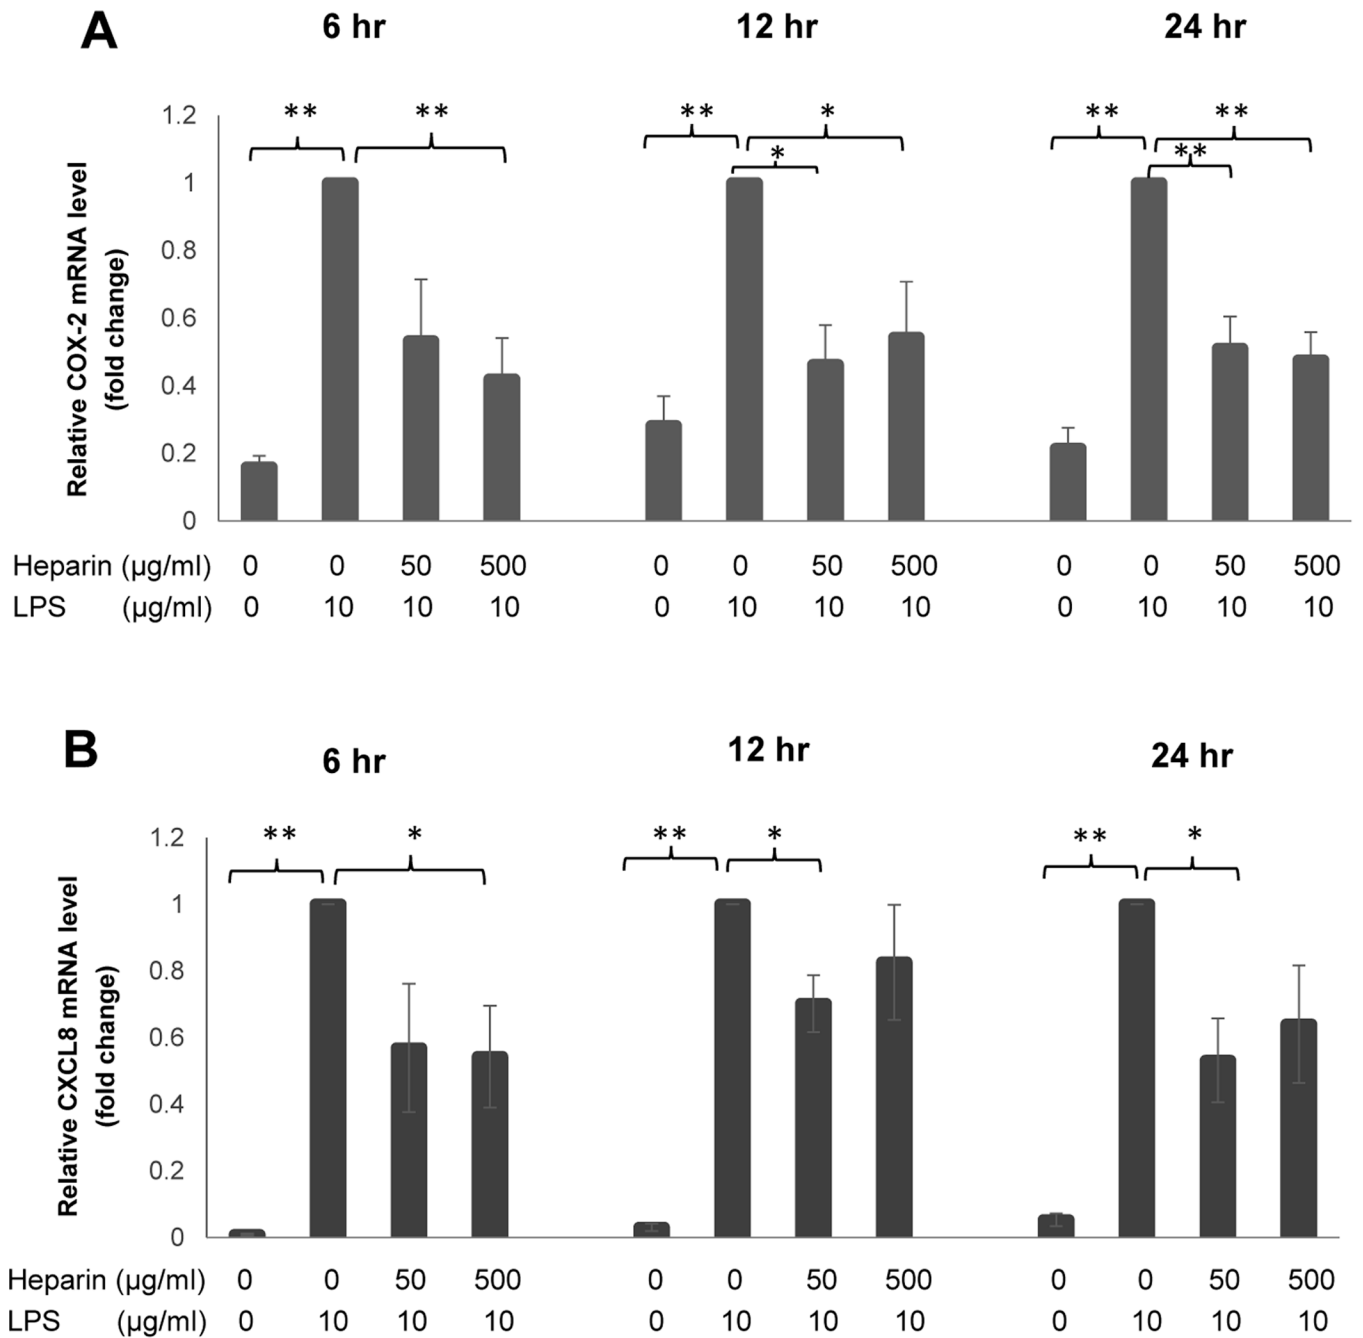 A
6 hr
12 hr
24 hr
** ** ** * ** **
* **
Relative COX-2 mRNA level
(fold change)
1.2
1
0.8
0.6
0.4
0.2
0
Heparin (μg/ml) 0 0 50 500 0 0 50 500 0 0 50 500
LPS (μg/ml) 0 10 10 10 0 10 10 10 0 10 10 10
B
6 hr
12 hr
24 hr
** * ** * ** *
Relative CXCL8 mRNA level
(fold change)
1.2
1
0.8
0.6
0.4
0.2
0
Heparin (μg/ml) 0 0 50 500 0 0 50 500 0 0 50 500
LPS (μg/ml) 0 10 10 10 0 10 10 10 0 10 10 10